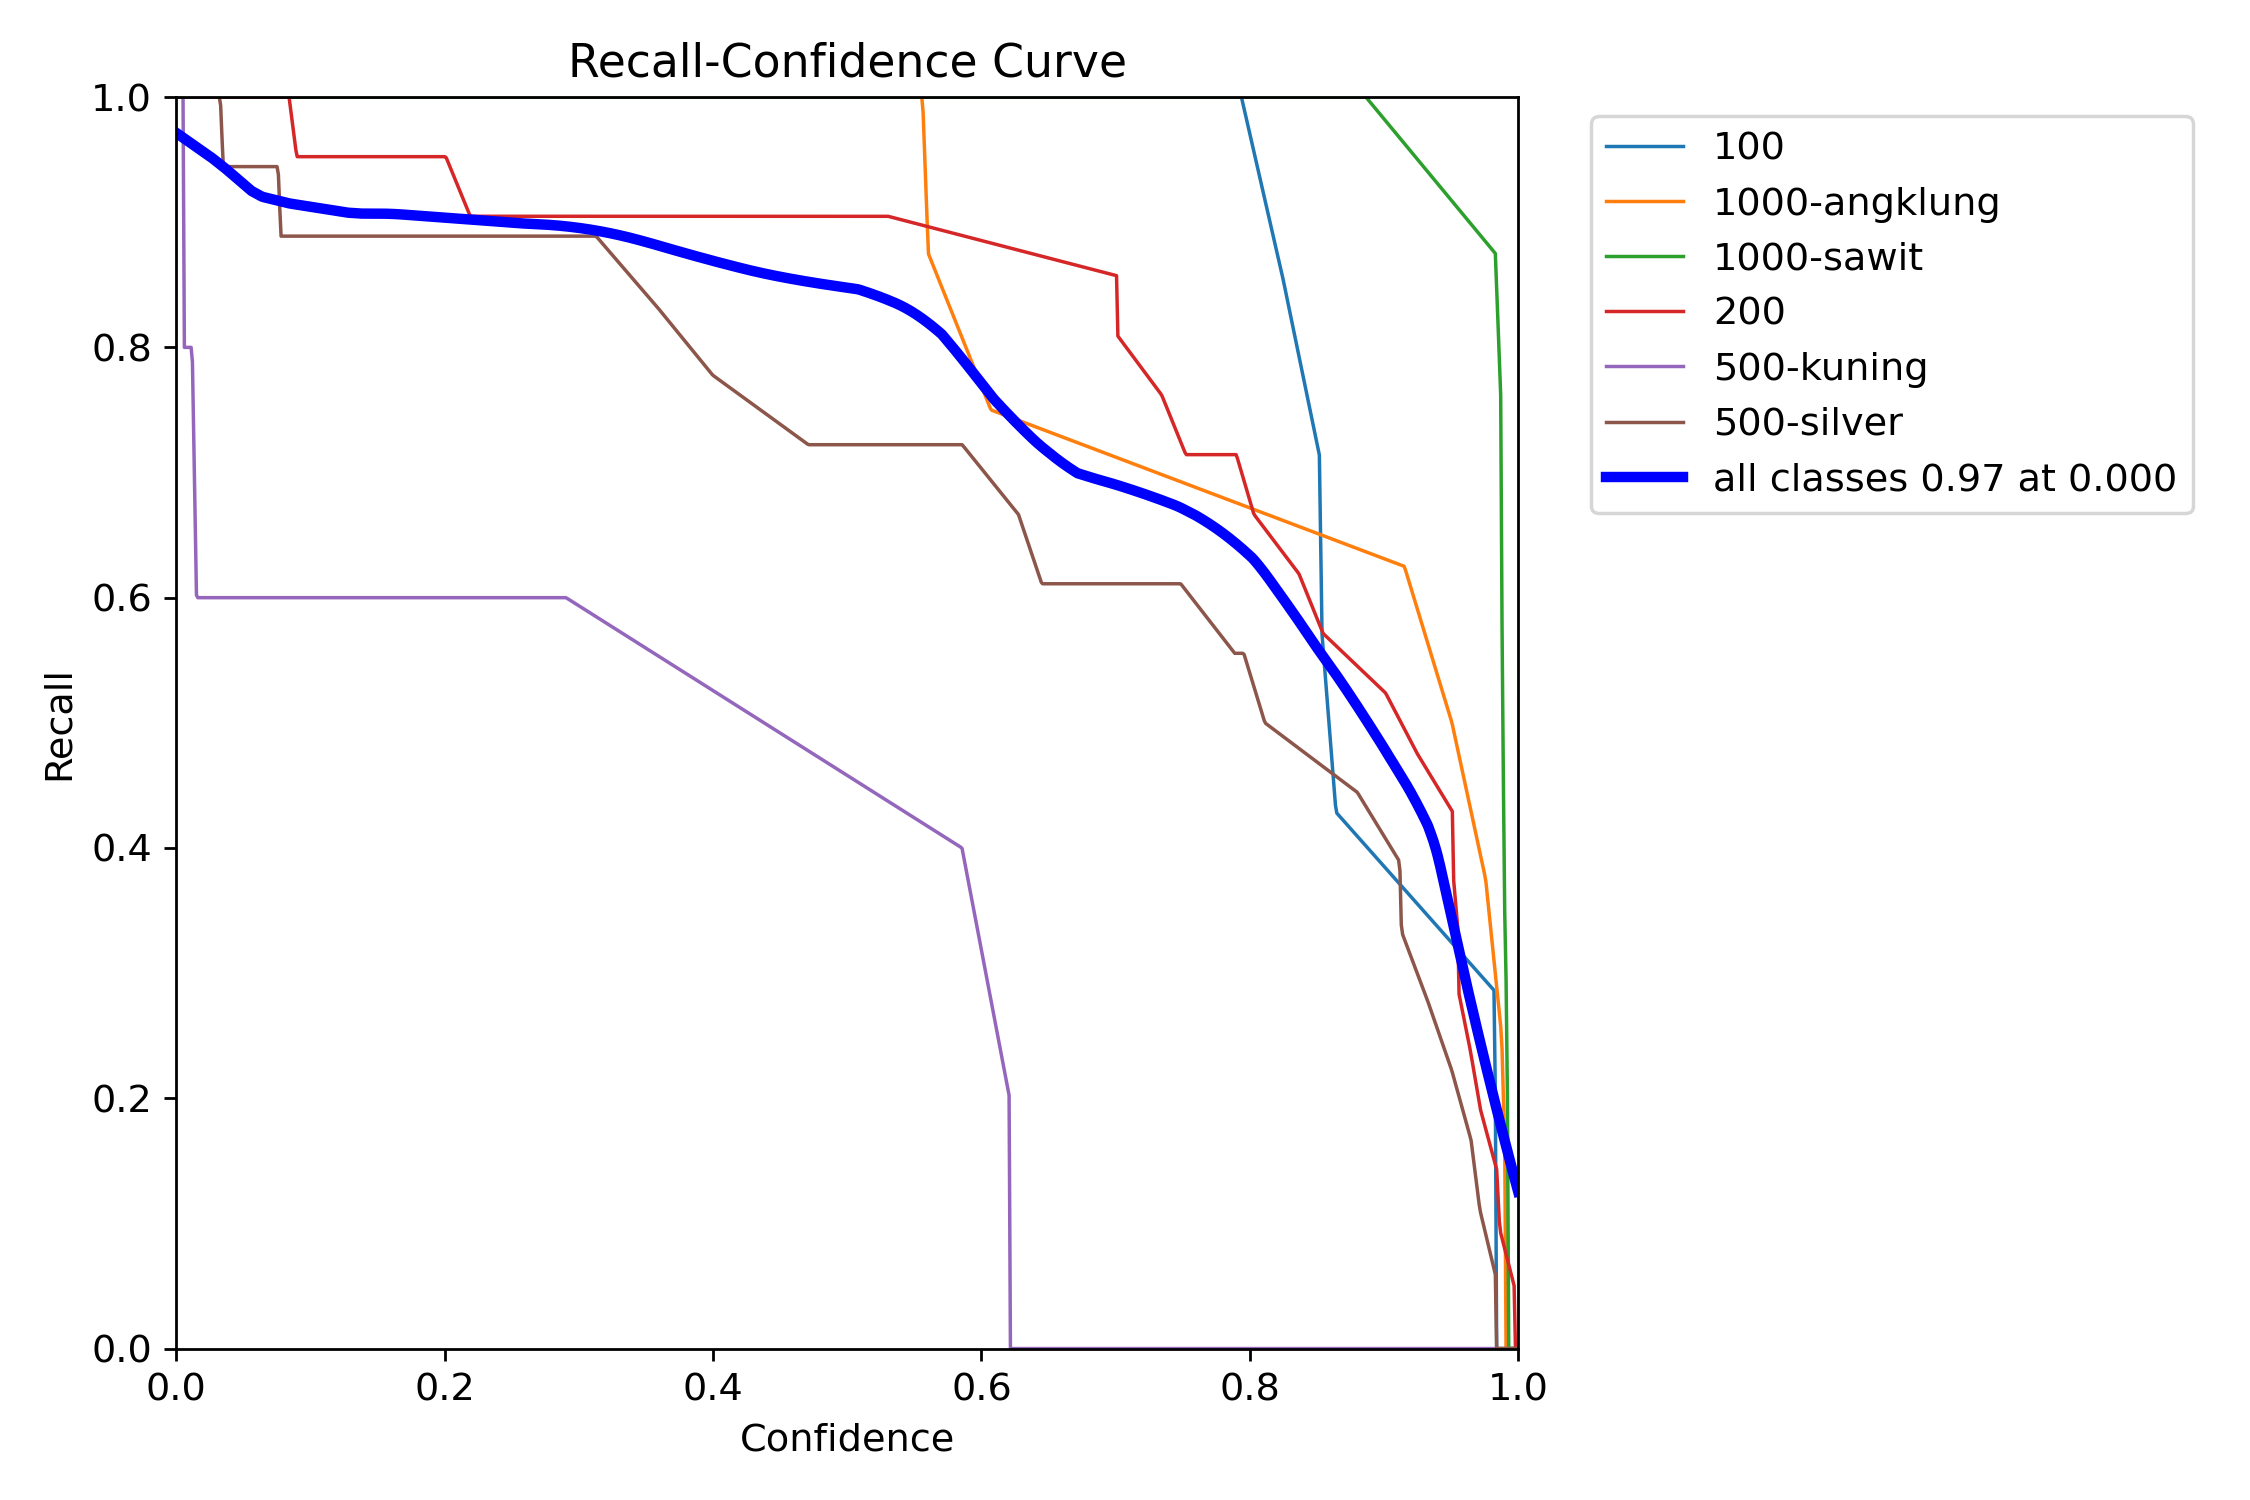 Recall-Confidence Curve
1.0
0.8
0.6
0.4
0.2
0.0
Recall
0.0 0.2 0.4 0.6 0.8 1.0
Confidence
100
1000-angklung
1000-sawit
200
500-kuning
500-silver
all classes 0.97 at 0.000